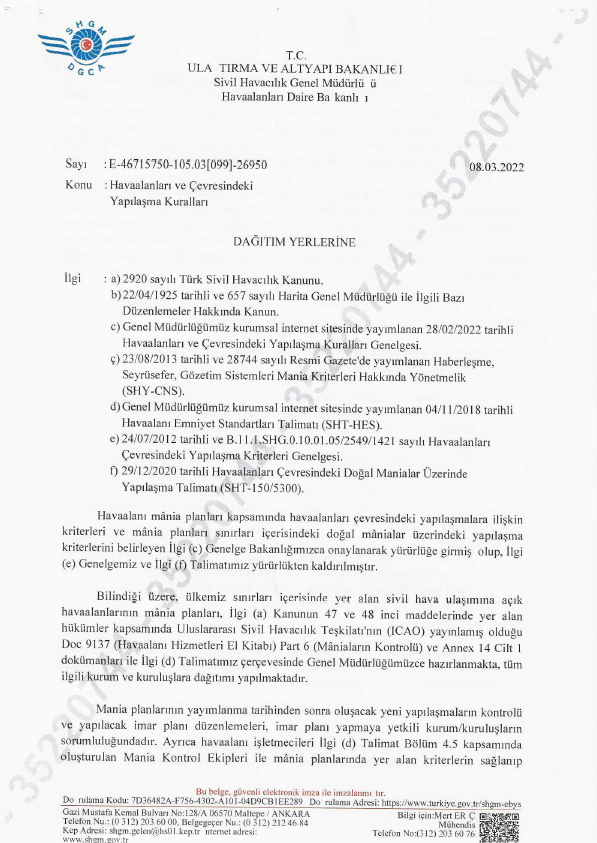 SHGM
DGCA
T.C.
ULA TIRMA VE ALTYAPI BAKANLI€ I
Sivil Havacılık Genel Müdürlü ü
Havaalanları Daire Ba kanlı ı
Sayı : E-46715750-105.03[099]-26950 08.03.2022
Konu : Havaalanları ve Çevresindeki
Yapılaşma Kuralları
DAĞITIM YERLERİNE
İlgi : a) 2920 sayılı Türk Sivil Havacılık Kanunu.
b) 22/04/1925 tarihli ve 657 sayılı Harita Genel Müdürlüğü ile İlgili Bazı
Düzenlemeler Hakkında Kanun.
c) Genel Müdürlüğümüz kurumsal internet sitesinde yayımlanan 28/02/2022 tarihli
Havaalanları ve Çevresindeki Yapılaşma Kuralları Genelgesi.
ç) 23/08/2013 tarihli ve 28744 sayılı Resmi Gazete'de yayımlanan Haberleşme,
Seyrüsefer, Gözetim Sistemleri Mania Kriterleri Hakkında Yönetmelik
(SHY-CNS).
d) Genel Müdürlüğümüz kurumsal internet sitesinde yayımlanan 04/11/2018 tarihli
Havaalanı Emniyet Standartları Talimatı (SHT-HES).
e) 24/07/2012 tarihli ve B.11.1.SHG.0.10.01.05/2549/1421 sayılı Havaalanları
Çevresindeki Yapılaşma Kriterleri Genelgesi.
f) 29/12/2020 tarihli Havaalanları Çevresindeki Doğal Manialar Üzerinde
Yapılaşma Talimatı (SHT-150/5300).
Havaalanı mânia planları kapsamında havaalanları çevresindeki yapılaşmalara ilişkin
kriterleri ve mânia planları sınırları içerisindeki doğal mânialar üzerindeki yapılaşma
kriterlerini belirleyen İlgi (c) Genelge Bakanlığımızca onaylanarak yürürlüğe girmiş olup, İlgi
(e) Genelgemiz ve İlgi (f) Talimatımız yürürlükten kaldırılmıştır.
Bilindiği üzere, ülkemiz sınırları içerisinde yer alan sivil hava ulaşımına açık
havaalanlarının mânia planları, İlgi (a) Kanunun 47 ve 48 inci maddelerinde yer alan
hükümler kapsamında Uluslararası Sivil Havacılık Teşkilatı'nın (ICAO) yayınlamış olduğu
Doc 9137 (Havaalanı Hizmetleri El Kitabı) Part 6 (Mâniaların Kontrolü) ve Annex 14 Cilt 1
dokümanları ile İlgi (d) Talimatımız çerçevesinde Genel Müdürlüğümüzce hazırlanmakta, tüm
ilgili kurum ve kuruluşlara dağıtımı yapılmaktadır.
Mania planlarının yayımlanma tarihinden sonra oluşacak yeni yapılaşmaların kontrolü
ve yapılacak imar planı düzenlemeleri, imar planı yapmaya yetkili kurum/kuruluşların
sorumluluğundadır. Ayrıca havaalanı işletmecileri İlgi (d) Talimat Bölüm 4.5 kapsamında
oluşturulan Mania Kontrol Ekipleri ile mânia planlarında yer alan kriterlerin sağlanıp
Bu belge, güvenli elektronik imza ile imzalanmı tır.
Do rulama Kodu: 7D36482A-F756-4302-A101-04D9CB1EE289 Do rulama Adresi: https://www.turkiye.gov.tr/shgm-ebys
Gazi Mustafa Kemal Bulvarı No:128/A 06570 Maltepe / ANKARA Bilgi için:Mert ER Ç
Telefon Nu.: (0 312) 203 60 00, Belgegeçer Nu.: (0 312) 212 46 84 Mühendis
Kep Adresi: shgm.gelen@hs01.kep.tr nternet adresi: Telefon No:(312) 203 60 76
www.shgm.gov.tr
35220744 - 35220744 - 35220744 - 35220744 - 3